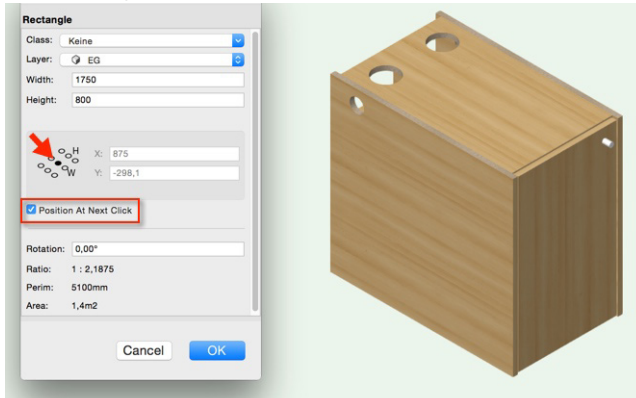 Rectangle
Class: Keine
Layer: EG
Width: 1750
Height: 800
H X: 875
W Y: -298,1
Position At Next Click
Rotation: 0,00°
Ratio: 1 : 2,1875
Perim: 5100mm
Area: 1,4m2
Cancel OK